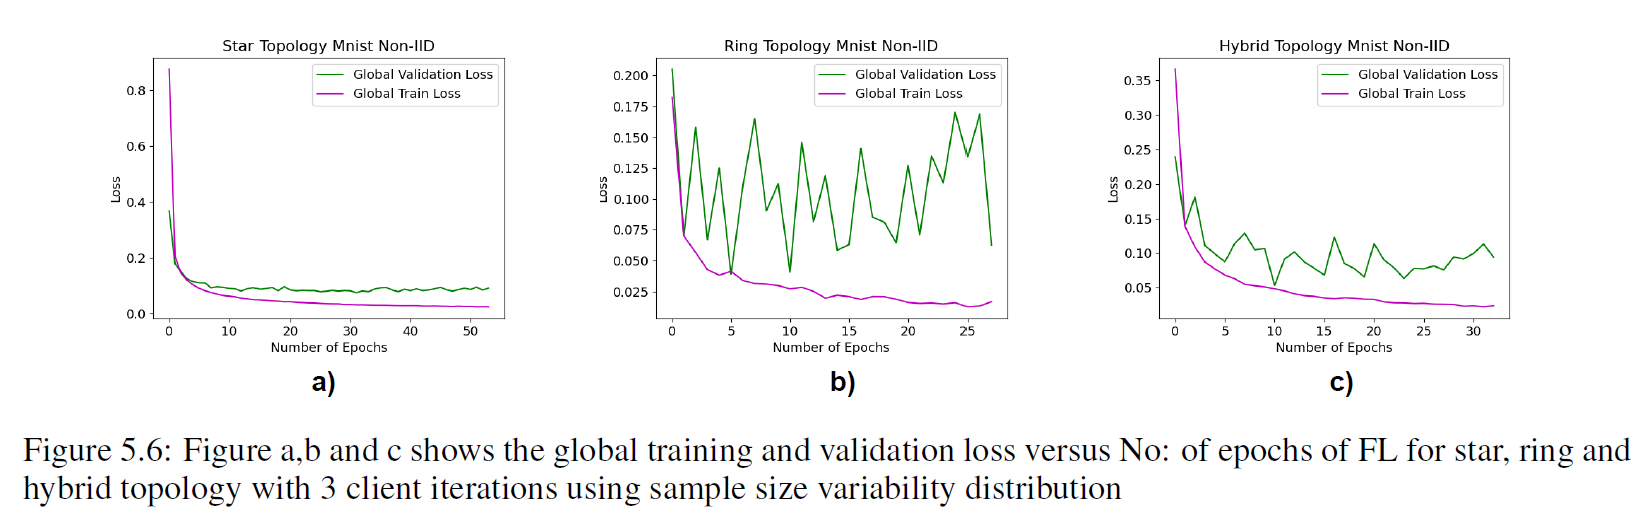 Star Topology Mnist Non-IID
Global Validation Loss
Global Train Loss
Loss
0.8
0.6
0.4
0.2
0.0
0 10 20 30 40 50
Number of Epochs
a)
Ring Topology Mnist Non-IID
Global Validation Loss
Global Train Loss
Loss
0.200
0.175
0.150
0.125
0.100
0.075
0.050
0.025
0 5 10 15 20 25
Number of Epochs
b)
Hybrid Topology Mnist Non-IID
Global Validation Loss
Global Train Loss
Loss
0.35
0.30
0.25
0.20
0.15
0.10
0.05
0 5 10 15 20 25 30
Number of Epochs
c)
Figure 5.6: Figure a,b and c shows the global training and validation loss versus No: of epochs of FL for star, ring and
hybrid topology with 3 client iterations using sample size variability distribution